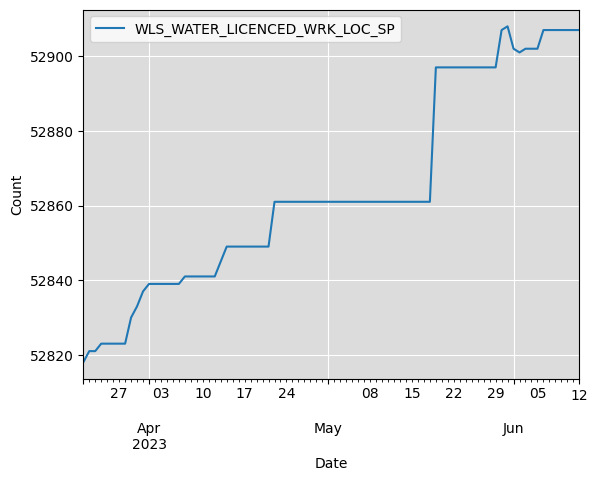 WLS_WATER_LICENCED_WRK_LOC_SP
52900
52880
52860
52840
52820
Count
27 03 10 17 24 08 15 22 29 05 12
Apr May Jun
2023
Date